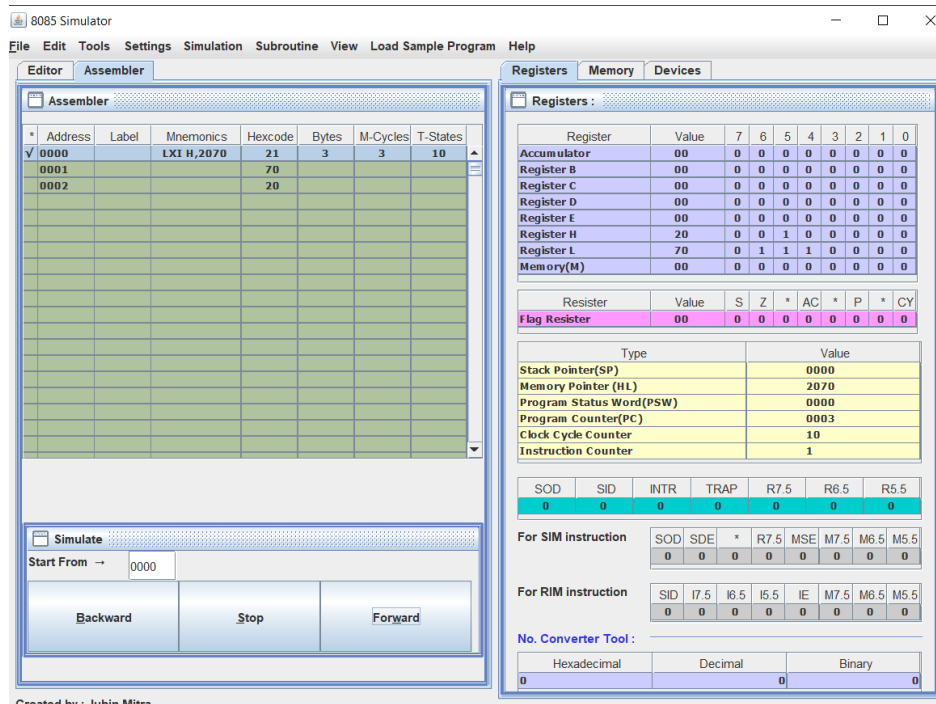 8085 Simulator
File Edit Tools Settings Simulation Subroutine View Load Sample Program Help
Editor Assembler
Assembler
* Address Label Mnemonics Hexcode Bytes M-Cycles T-States
√ 0000 LXI H,2070 21 3 3 10
0001 70
0002 20
Simulate
Start From → 0000
Backward Stop Forward
Registers Memory Devices
Registers :
Register Value 7 6 5 4 3 2 1 0
Accumulator 00 0 0 0 0 0 0 0 0
Register B 00 0 0 0 0 0 0 0 0
Register C 00 0 0 0 0 0 0 0 0
Register D 00 0 0 0 0 0 0 0 0
Register E 00 0 0 0 0 0 0 0 0
Register H 20 0 0 1 0 0 0 0 0
Register L 70 0 1 1 1 0 0 0 0
Memory(M) 00 0 0 0 0 0 0 0 0
Resister Value S Z * AC * P * CY
Flag Resister 00 0 0 0 0 0 0 0 0
Type Value
Stack Pointer(SP) 0000
Memory Pointer (HL) 2070
Program Status Word(PSW) 0000
Program Counter(PC) 0003
Clock Cycle Counter 10
Instruction Counter 1
SOD SID INTR TRAP R7.5 R6.5 R5.5
0 0 0 0 0 0 0
For SIM instruction SOD SDE * R7.5 MSE M7.5 M6.5 M5.5
0 0 0 0 0 0 0 0
For RIM instruction SID I7.5 I6.5 I5.5 IE M7.5 M6.5 M5.5
0 0 0 0 0 0 0 0
No. Converter Tool :
Hexadecimal Decimal Binary
0 0 0
Created by : Jubin Mitra